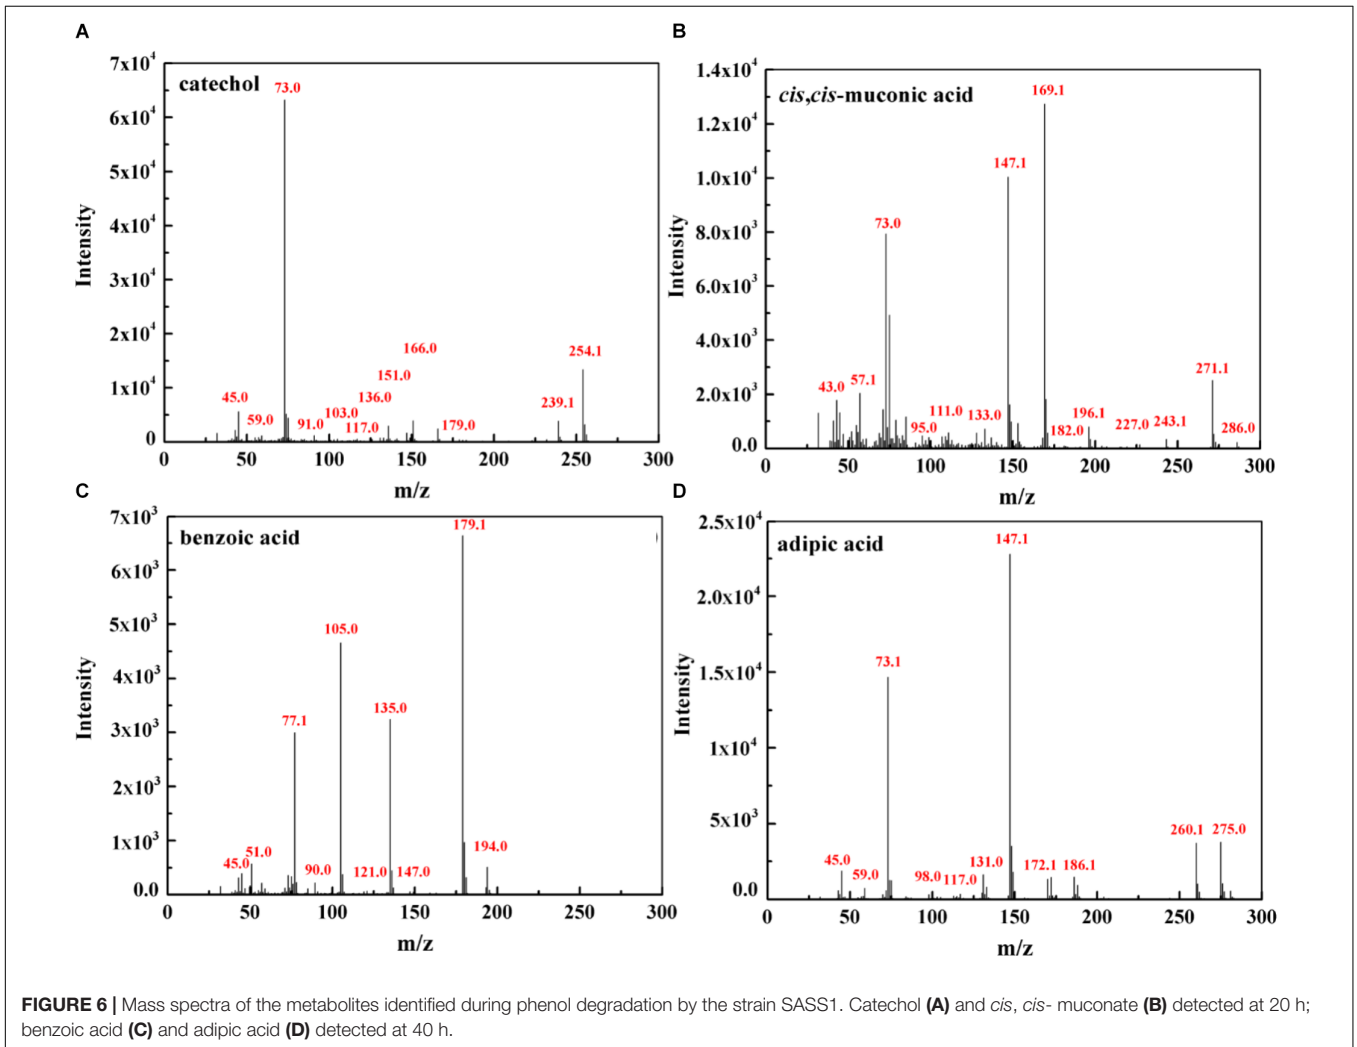 A
7x10⁴
6x10⁴
5x10⁴
4x10⁴
3x10⁴
2x10⁴
1x10⁴
0
Intensity
catechol
73.0
45.0
59.0
91.0
103.0
117.0
136.0
151.0
166.0
179.0
239.1
254.1
0 50 100 150 200 250 300
m/z
B
1.4x10⁴
1.2x10⁴
1.0x10⁴
8.0x10³
6.0x10³
4.0x10³
2.0x10³
0.0
Intensity
cis,cis-muconic acid
169.1
147.1
73.0
43.0
57.1
95.0
111.0
133.0
182.0
196.1
227.0
243.1
271.1
286.0
0 50 100 150 200 250 300
m/z
C
7x10³
6x10³
5x10³
4x10³
3x10³
2x10³
1x10³
0.0
Intensity
benzoic acid
179.1
105.0
135.0
77.1
45.0
51.0
90.0
121.0
147.0
194.0
0 50 100 150 200 250 300
m/z
D
2.5x10⁴
2.0x10⁴
1.5x10⁴
1x10⁴
5x10³
0.0
Intensity
adipic acid
147.1
73.1
45.0
59.0
98.0
117.0
131.0
172.1
186.1
260.1
275.0
0 50 100 150 200 250 300
m/z
FIGURE 6 | Mass spectra of the metabolites identified during phenol degradation by the strain SASS1. Catechol (A) and cis, cis- muconate (B) detected at 20 h;
benzoic acid (C) and adipic acid (D) detected at 40 h.